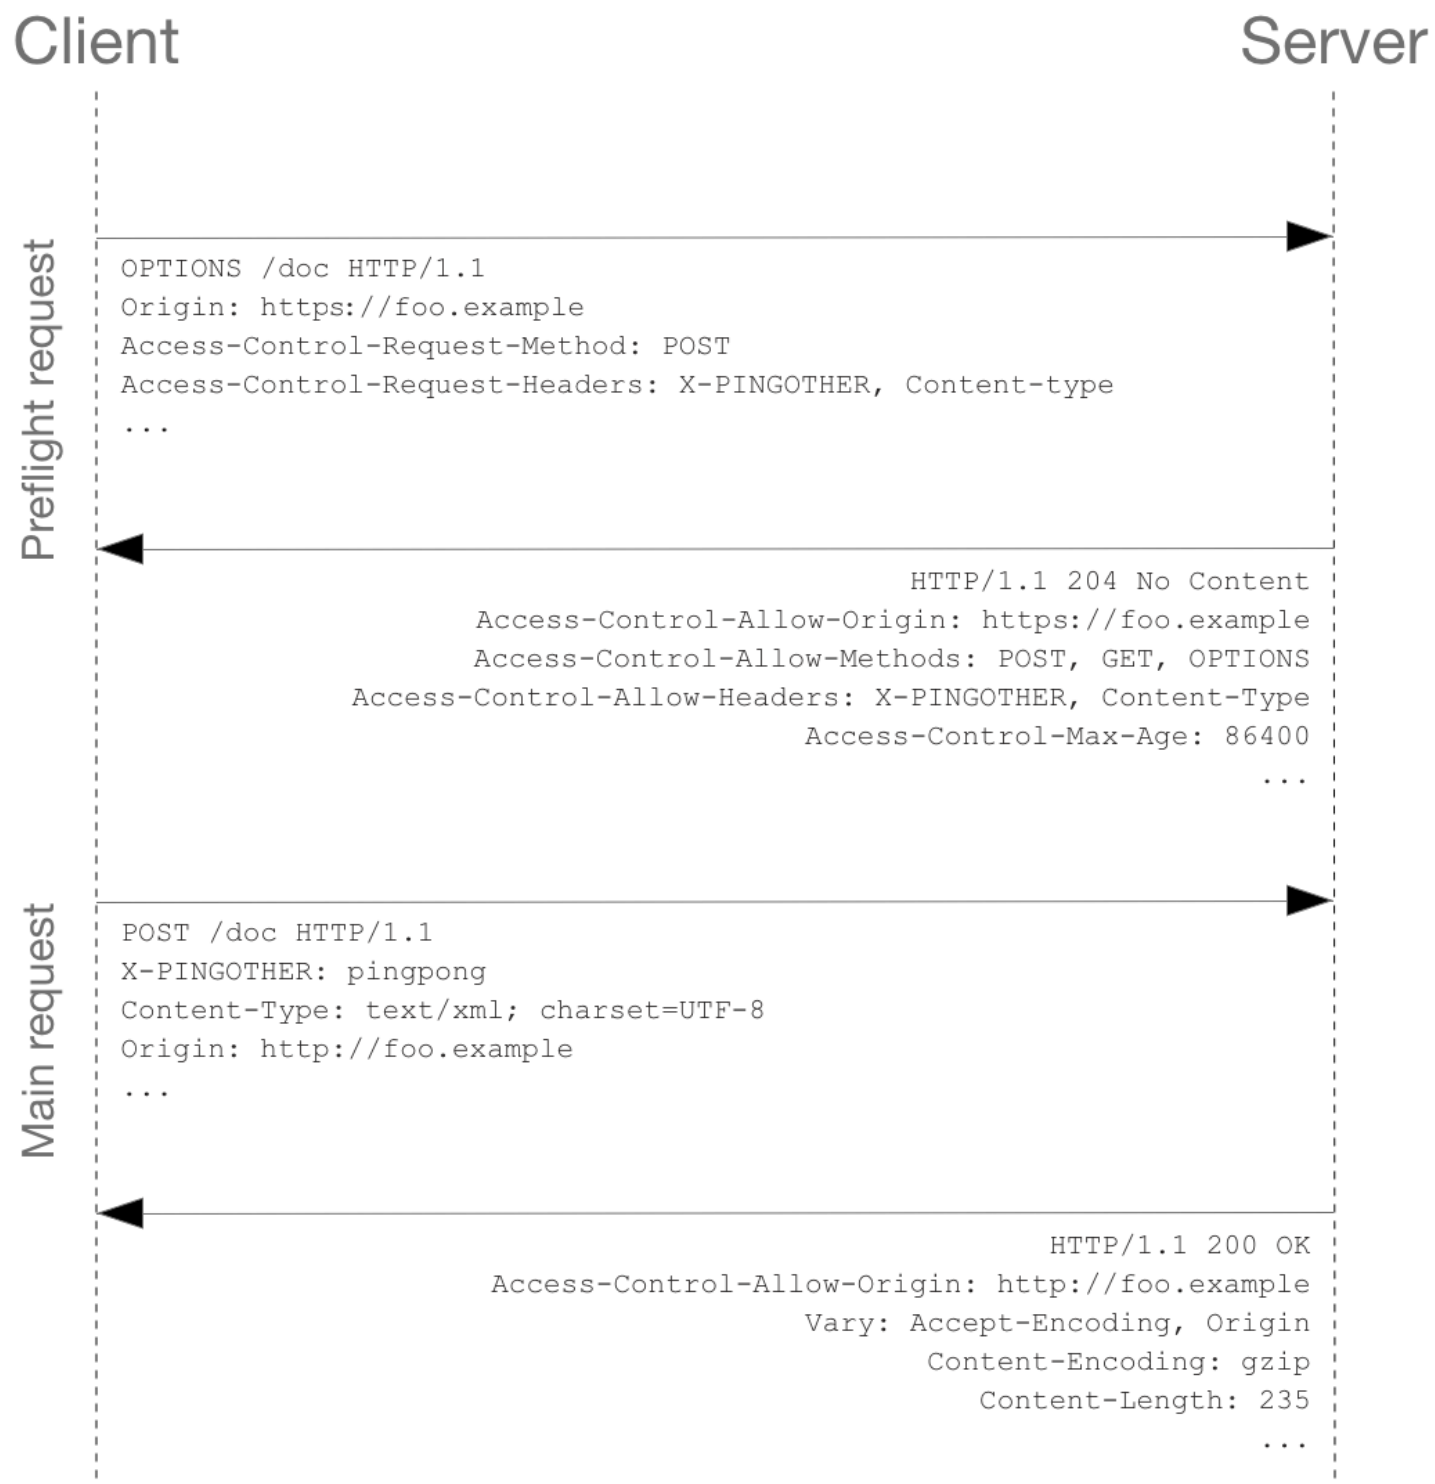 Client
Server
Preflight request
OPTIONS /doc HTTP/1.1
Origin: https://foo.example
Access-Control-Request-Method: POST
Access-Control-Request-Headers: X-PINGOTHER, Content-type
...
HTTP/1.1 204 No Content
Access-Control-Allow-Origin: https://foo.example
Access-Control-Allow-Methods: POST, GET, OPTIONS
Access-Control-Allow-Headers: X-PINGOTHER, Content-Type
Access-Control-Max-Age: 86400
...
Main request
POST /doc HTTP/1.1
X-PINGOTHER: pingpong
Content-Type: text/xml; charset=UTF-8
Origin: http://foo.example
...
HTTP/1.1 200 OK
Access-Control-Allow-Origin: http://foo.example
Vary: Accept-Encoding, Origin
Content-Encoding: gzip
Content-Length: 235
...